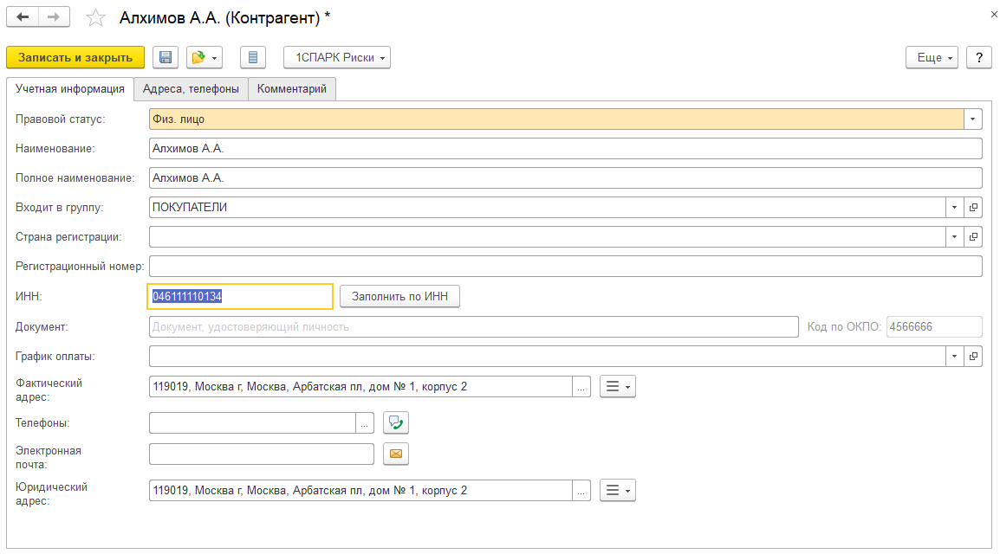 Алхимов А.А. (Контрагент) *
Записать и закрыть 1СПАРК Риски Еще ?
Учетная информация Адреса, телефоны Комментарий
Правовой статус: Физ. лицо
Наименование: Алхимов А.А.
Полное наименование: Алхимов А.А.
Входит в группу: ПОКУПАТЕЛИ
Страна регистрации:
Регистрационный номер:
ИНН: 046111110134 Заполнить по ИНН
Документ: Документ, удостоверяющий личность Код по ОКПО: 4566666
График оплаты:
Фактический
адрес: 119019, Москва г, Москва, Арбатская пл, дом № 1, корпус 2 ...
Телефоны: ...
Электронная
почта:
Юридический
адрес: 119019, Москва г, Москва, Арбатская пл, дом № 1, корпус 2 ...